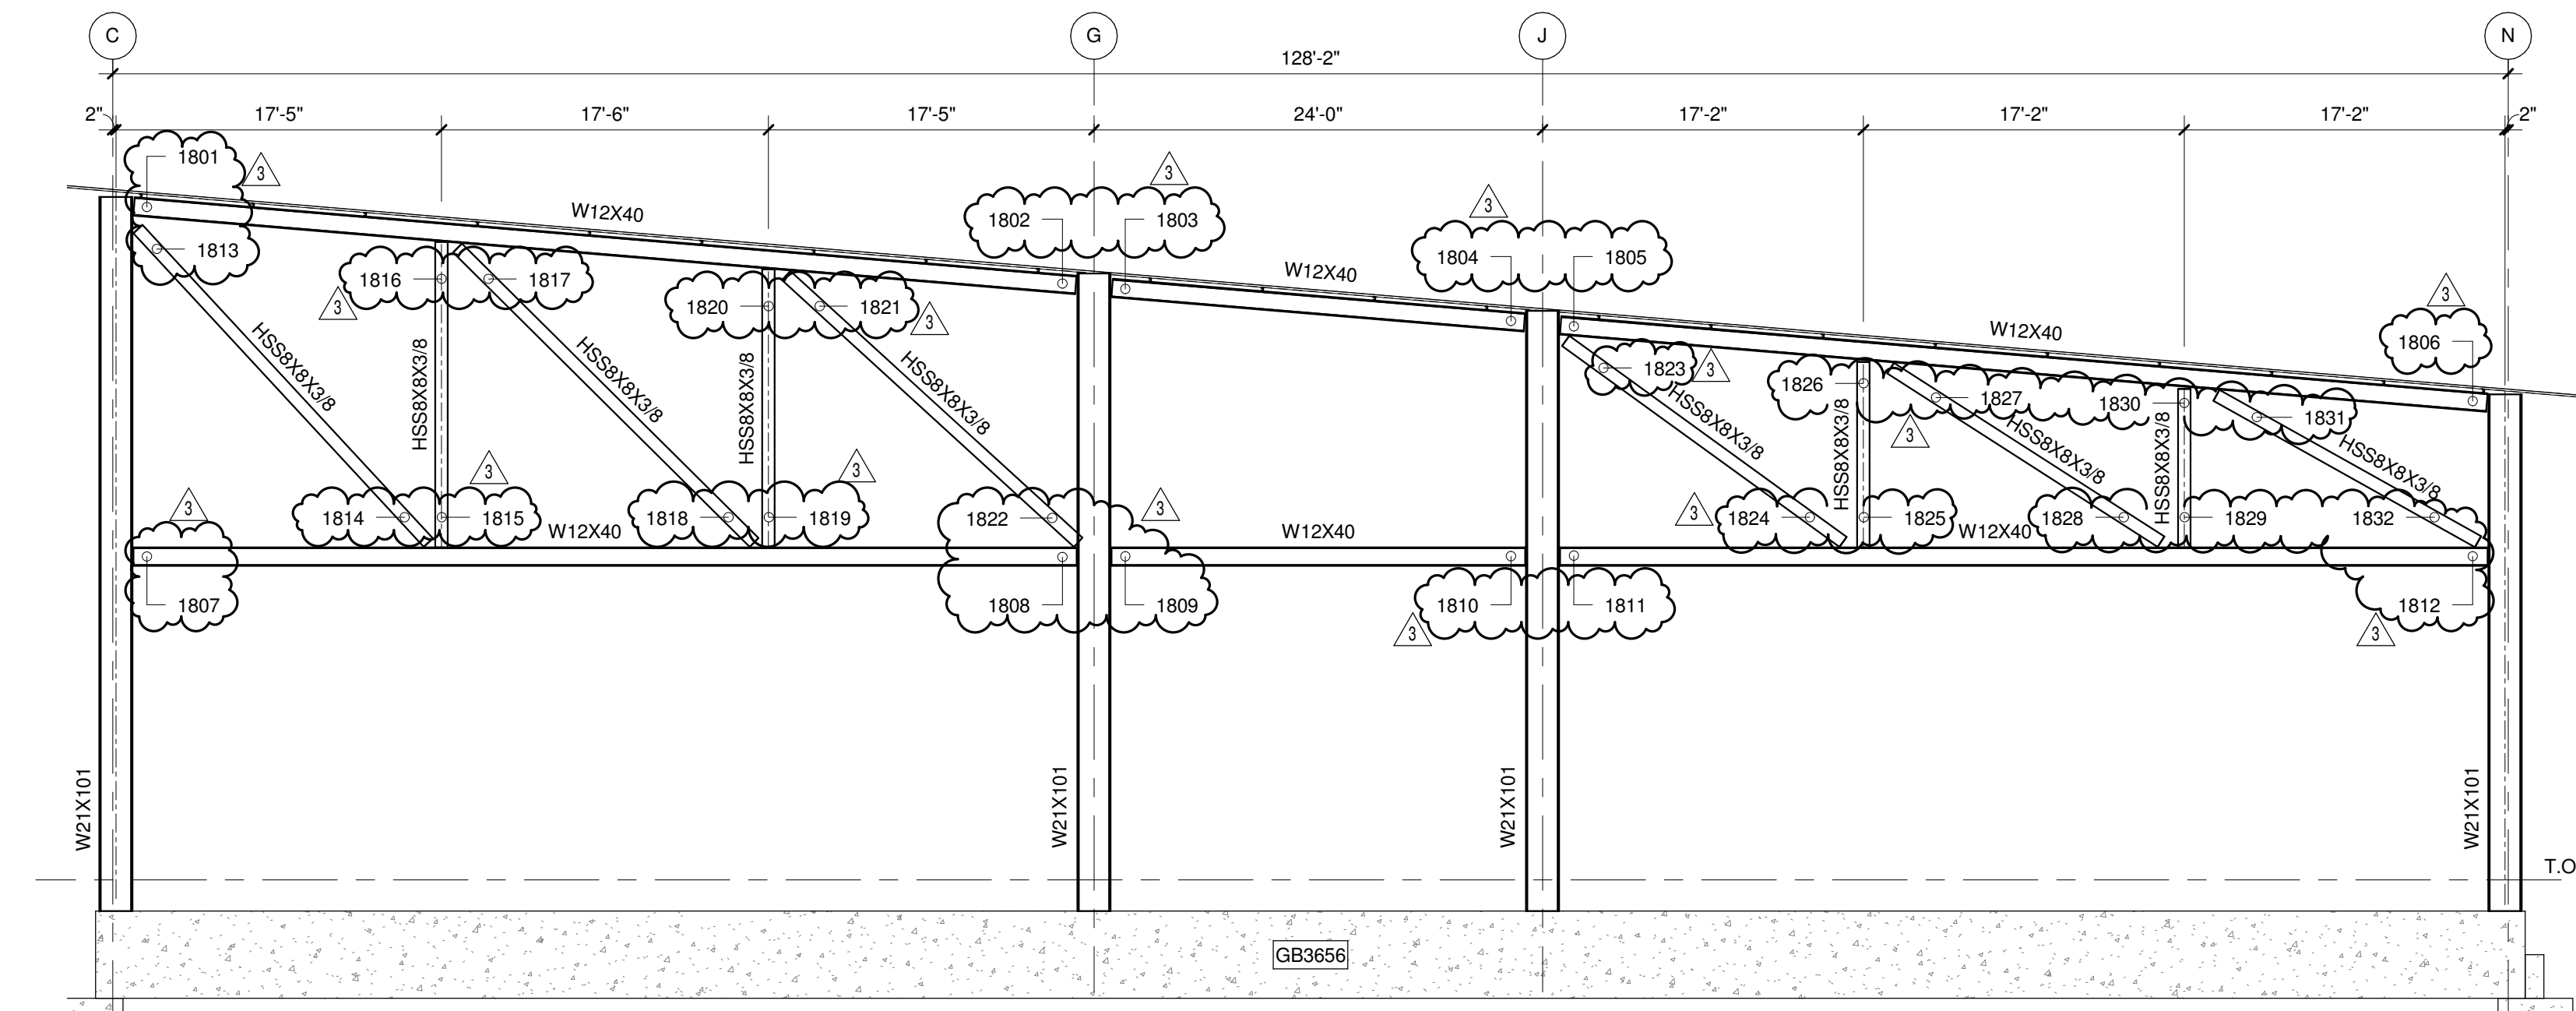 C
G
J
N
128'-2"
2"
17'-5"
17'-6"
17'-5"
24'-0"
17'-2"
17'-2"
17'-2"
2"
1801
3
W12X40
1802
1803
3
1804
1805
3
1813
1816
1817
3
1820
1821
3
W12X40
W12X40
1806
3
HSS8X8X3/8
HSS8X8X3/8
HSS8X8X3/8
HSS8X8X3/8
HSS8X8X3/8
1823
3
1826
1827
3
1830
1831
HSS8X8X3/8
HSS8X8X3/8
HSS8X8X3/8
HSS8X8X3/8
HSS8X8X3/8
3
1814
1815
3
1818
1819
3
1822
3
3
1824
1825
1828
1829
1832
W12X40
W12X40
W12X40
1807
1808
1809
1810
1811
3
1812
3
W21X101
W21X101
W21X101
W21X101
T.O
GB3656